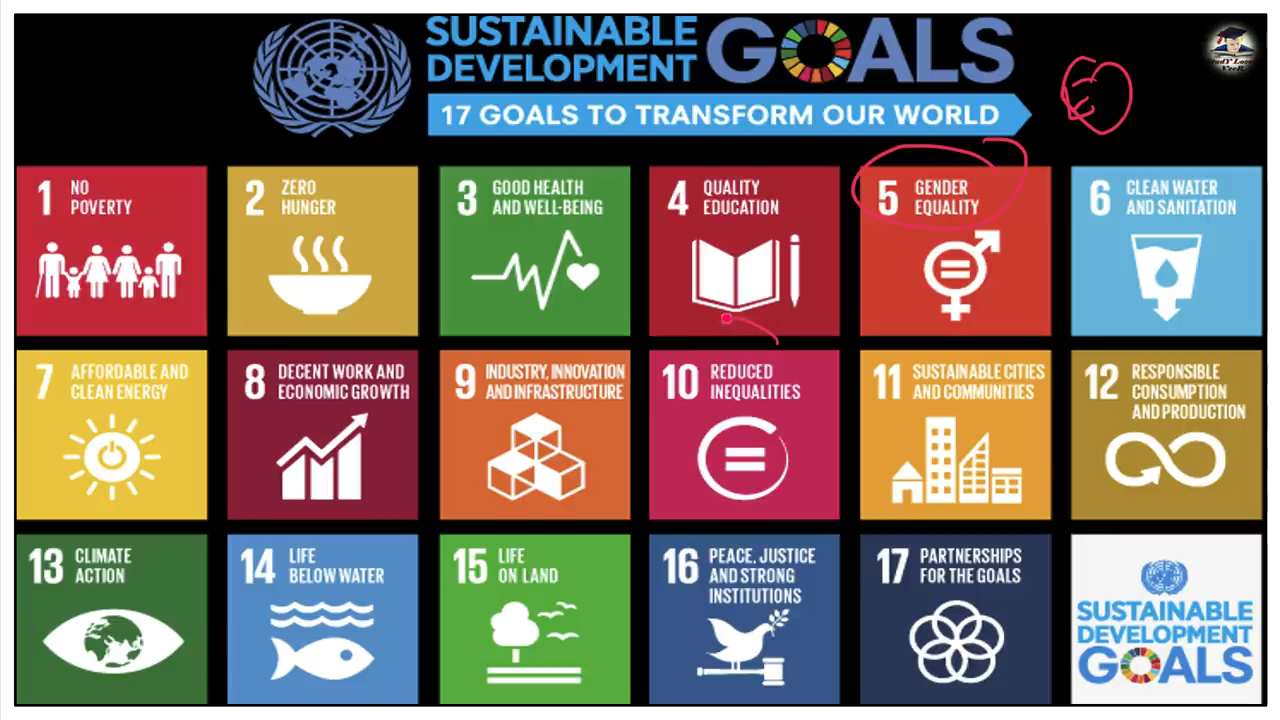 SUSTAINABLE
DEVELOPMENT
GOALS
17 GOALS TO TRANSFORM OUR WORLD
1 NO
POVERTY
2 ZERO
HUNGER
3 GOOD HEALTH
AND WELL-BEING
4 QUALITY
EDUCATION
5 GENDER
EQUALITY
6 CLEAN WATER
AND SANITATION
7 AFFORDABLE AND
CLEAN ENERGY
8 DECENT WORK AND
ECONOMIC GROWTH
9 INDUSTRY, INNOVATION
AND INFRASTRUCTURE
10 REDUCED
INEQUALITIES
11 SUSTAINABLE CITIES
AND COMMUNITIES
12 RESPONSIBLE
CONSUMPTION
AND PRODUCTION
13 CLIMATE
ACTION
14 LIFE
BELOW WATER
15 LIFE
ON LAND
16 PEACE, JUSTICE
AND STRONG
INSTITUTIONS
17 PARTNERSHIPS
FOR THE GOALS
SUSTAINABLE
DEVELOPMENT
GOALS